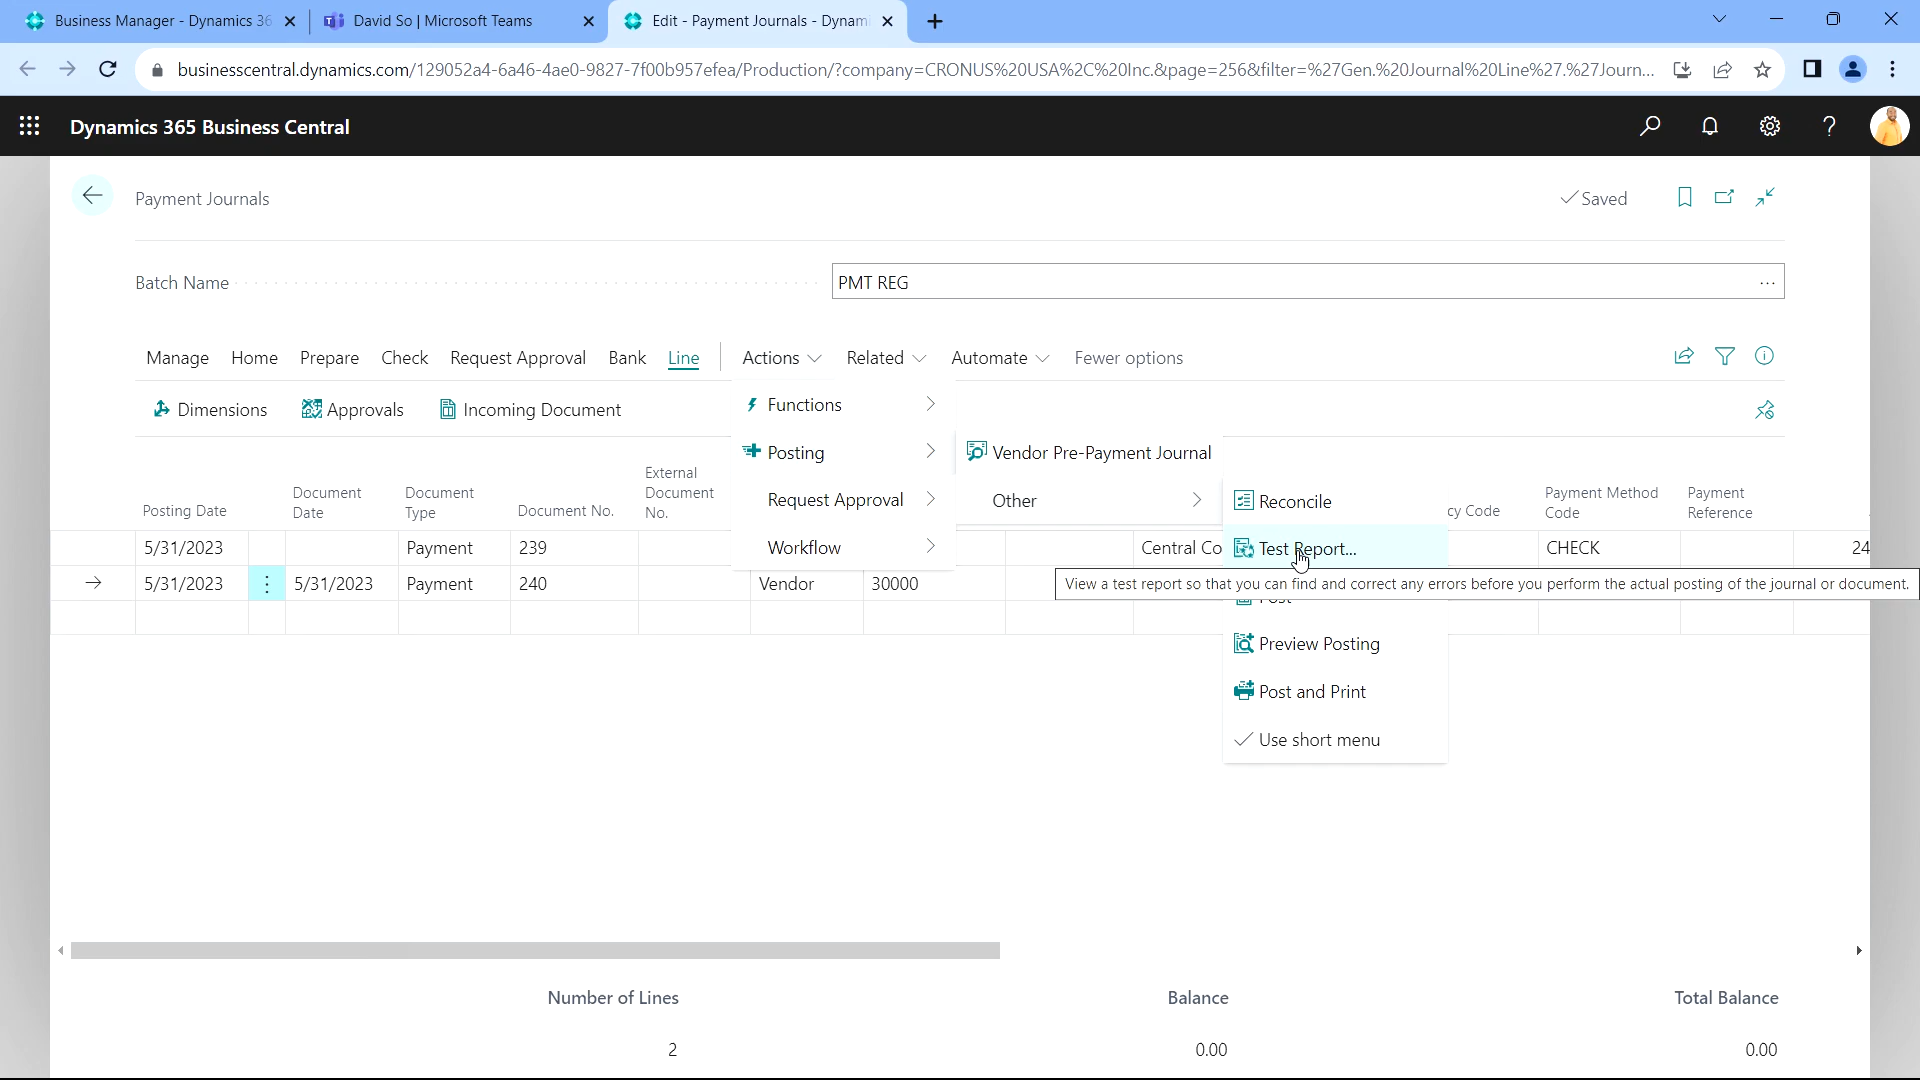 Business Manager - Dynamics 36
David So | Microsoft Teams
Edit - Payment Journals - Dynam
businesscentral.dynamics.com/129052a4-6a46-4ae0-9827-7f00b957efea/Production/?company=CRONUS%20USA%2C%20Inc.&page=256&filter=%27Gen.%20Journal%20Line%27.%27Journ...
Dynamics 365 Business Central
Payment Journals
Saved
Batch Name
PMT REG
Manage Home Prepare Check Request Approval Bank Line Actions Related Automate Fewer options
Dimensions Approvals Incoming Document
Functions
Posting
Request Approval
Workflow
Vendor Pre-Payment Journal
Other
Reconcile
Test Report...
View a test report so that you can find and correct any errors before you perform the actual posting of the journal or document.
Preview Posting
Post and Print
Use short menu
Posting Date
Document
Date
Document
Type
Document No.
External
Document
No.
cy Code
Payment Method
Code
Payment
Reference
5/31/2023 Payment 239 Central Co CHECK 24
5/31/2023 5/31/2023 Payment 240 Vendor 30000
Number of Lines Balance Total Balance
2 0.00 0.00